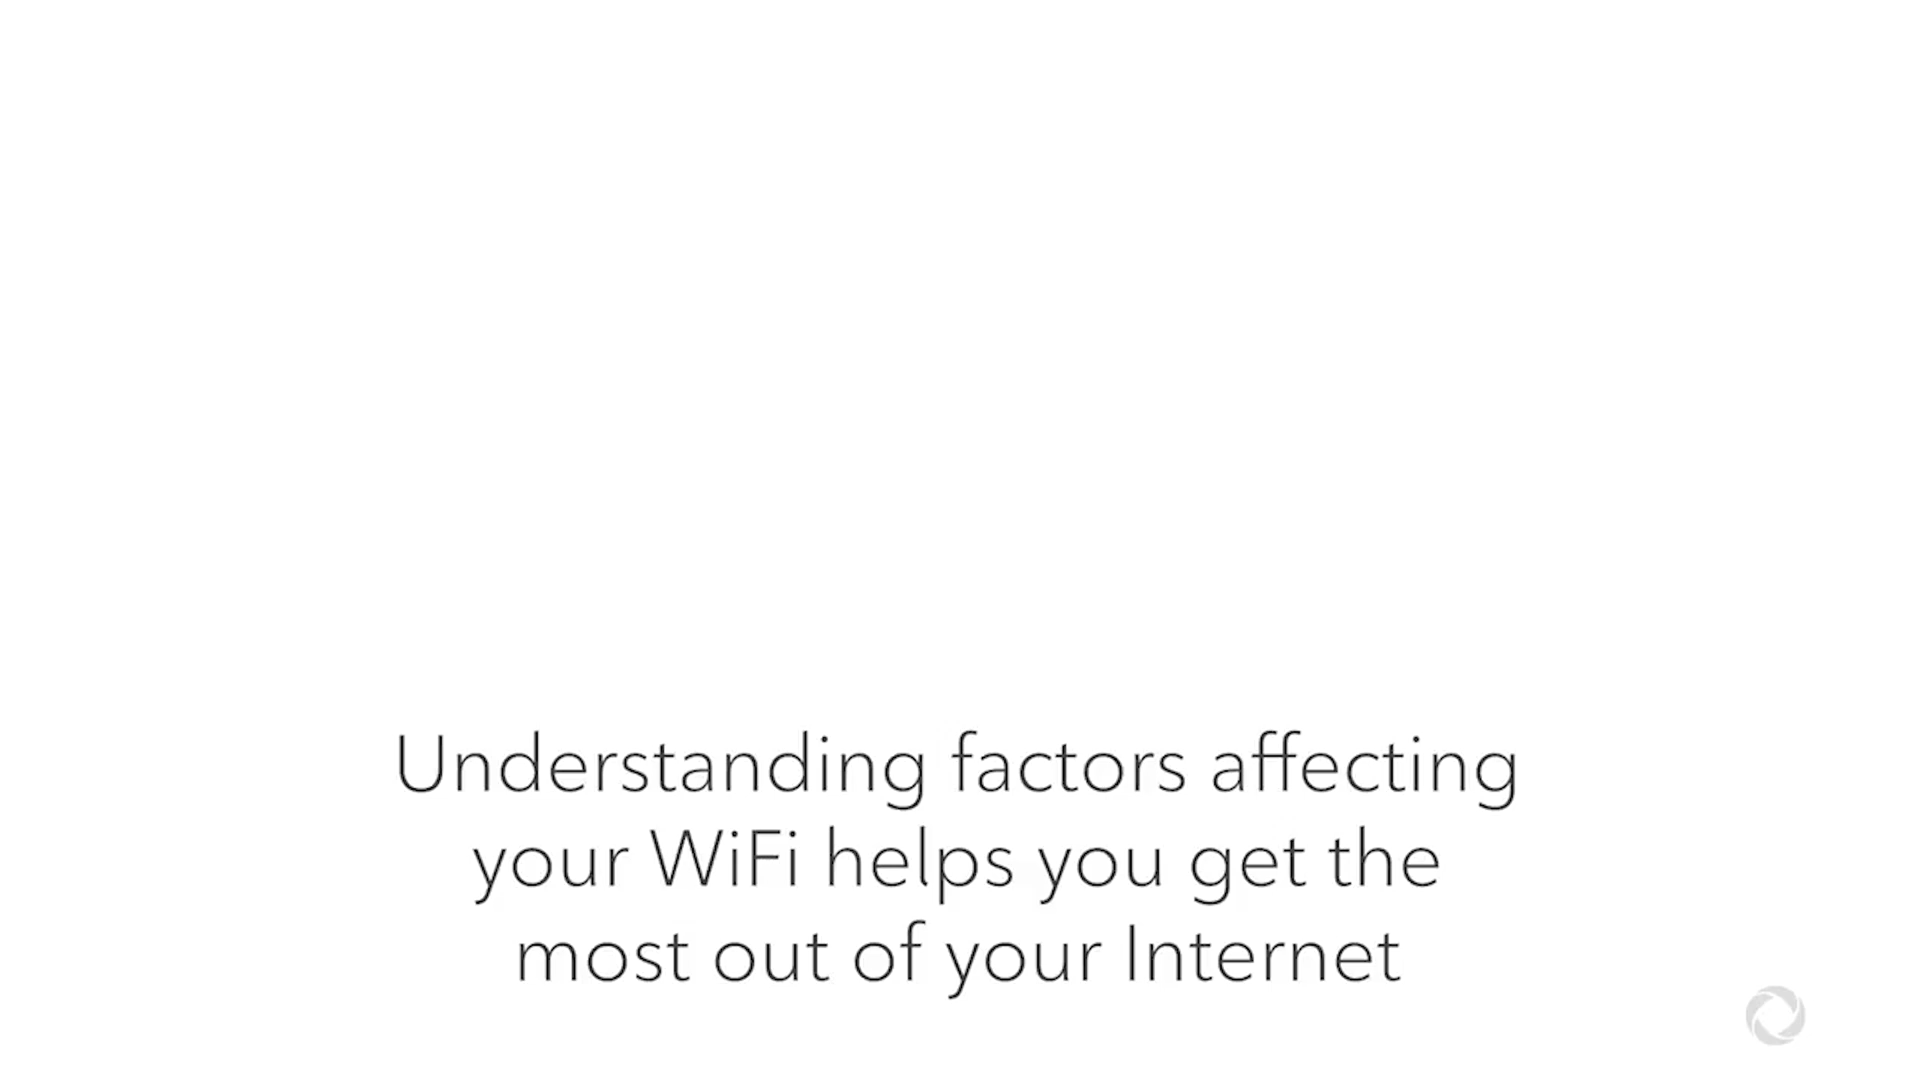 Understanding factors affecting
your WiFi helps you get the
most out of your Internet